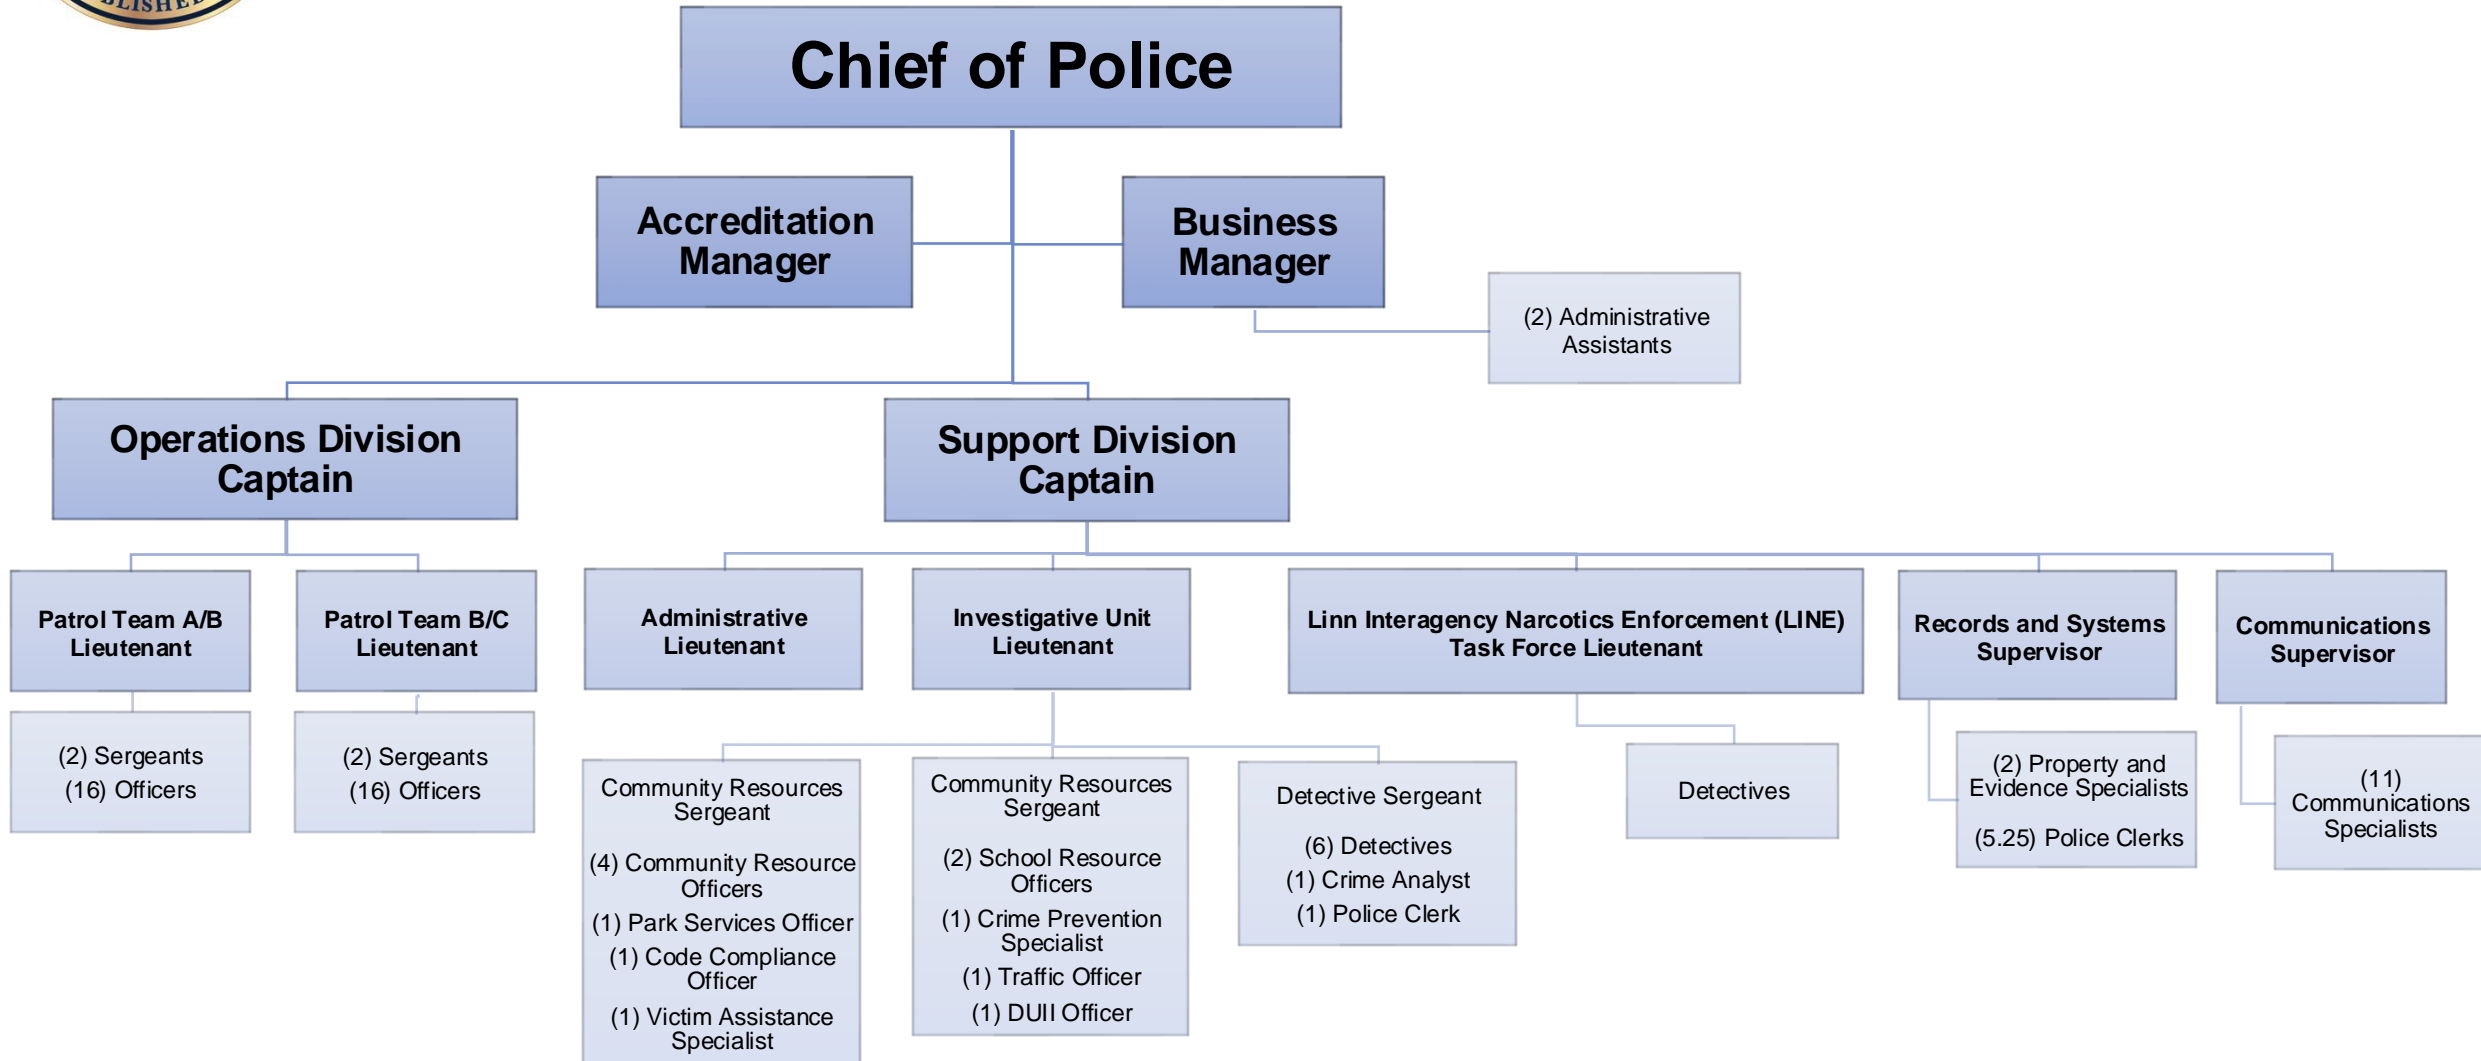 Chief of Police
Accreditation
Manager
Business
Manager
(2) Administrative
Assistants
Operations Division
Captain
Support Division
Captain
Patrol Team A/B
Lieutenant
Patrol Team B/C
Lieutenant
Administrative
Lieutenant
Investigative Unit
Lieutenant
Linn Interagency Narcotics Enforcement (LINE)
Task Force Lieutenant
Records and Systems
Supervisor
Communications
Supervisor
(2) Sergeants
(16) Officers
(2) Sergeants
(16) Officers
Community Resources
Sergeant
(4) Community Resource
Officers
(1) Park Services Officer
(1) Code Compliance
Officer
(1) Victim Assistance
Specialist
Community Resources
Sergeant
(2) School Resource
Officers
(1) Crime Prevention
Specialist
(1) Traffic Officer
(1) DUII Officer
Detective Sergeant
(6) Detectives
(1) Crime Analyst
(1) Police Clerk
Detectives
(2) Property and
Evidence Specialists
(5.25) Police Clerks
(11)
Communications
Specialists